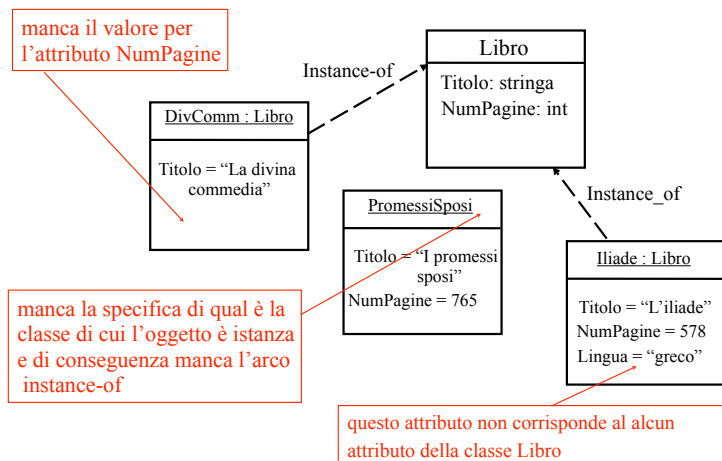 manca il valore per
l’attributo NumPagine
Libro
Titolo: stringa
NumPagine: int
Instance-of
DivComm : Libro
Titolo = “La divina
commedia”
PromessiSposi
Titolo = “I promessi
sposi”
NumPagine = 765
Instance_of
Iliade : Libro
Titolo = “L’iliade”
NumPagine = 578
Lingua = “greco”
manca la specifica di qual è la
classe di cui l’oggetto è istanza
e di conseguenza manca l’arco
instance-of
questo attributo non corrisponde al alcun
attributo della classe Libro